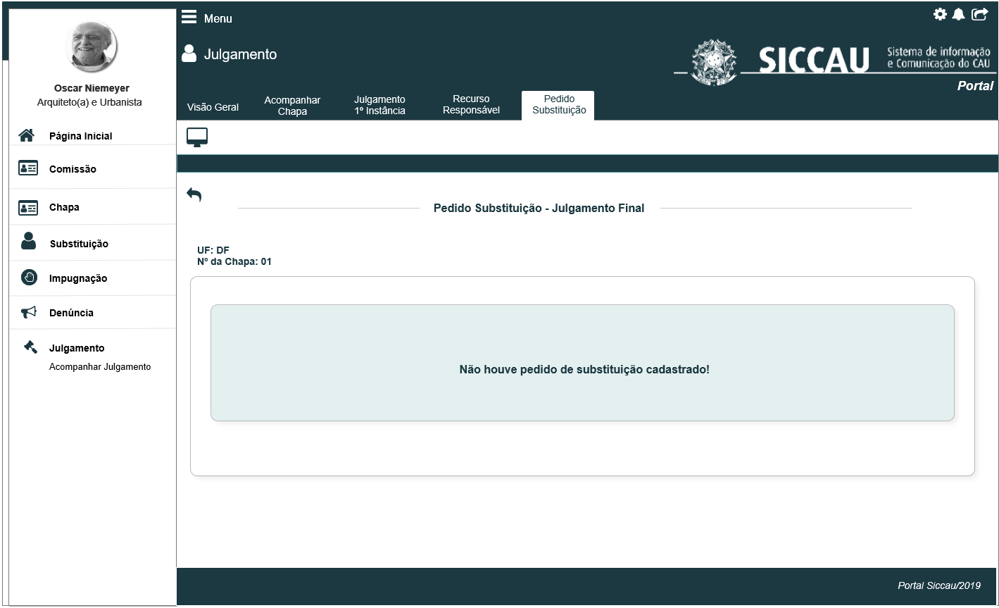 Menu
Julgamento
SICCAU
Sistema de informação
e Comunicação do CAU
Portal
Visão Geral
Acompanhar
Chapa
Julgamento
1º Instância
Recurso
Responsável
Pedido
Substituição
Oscar Niemeyer
Arquiteto(a) e Urbanista
Página Inicial
Comissão
Chapa
Substituição
Impugnação
Denúncia
Julgamento
Acompanhar Julgamento
Pedido Substituição - Julgamento Final
UF: DF
Nº da Chapa: 01
Não houve pedido de substituição cadastrado!
Portal Siccau/2019